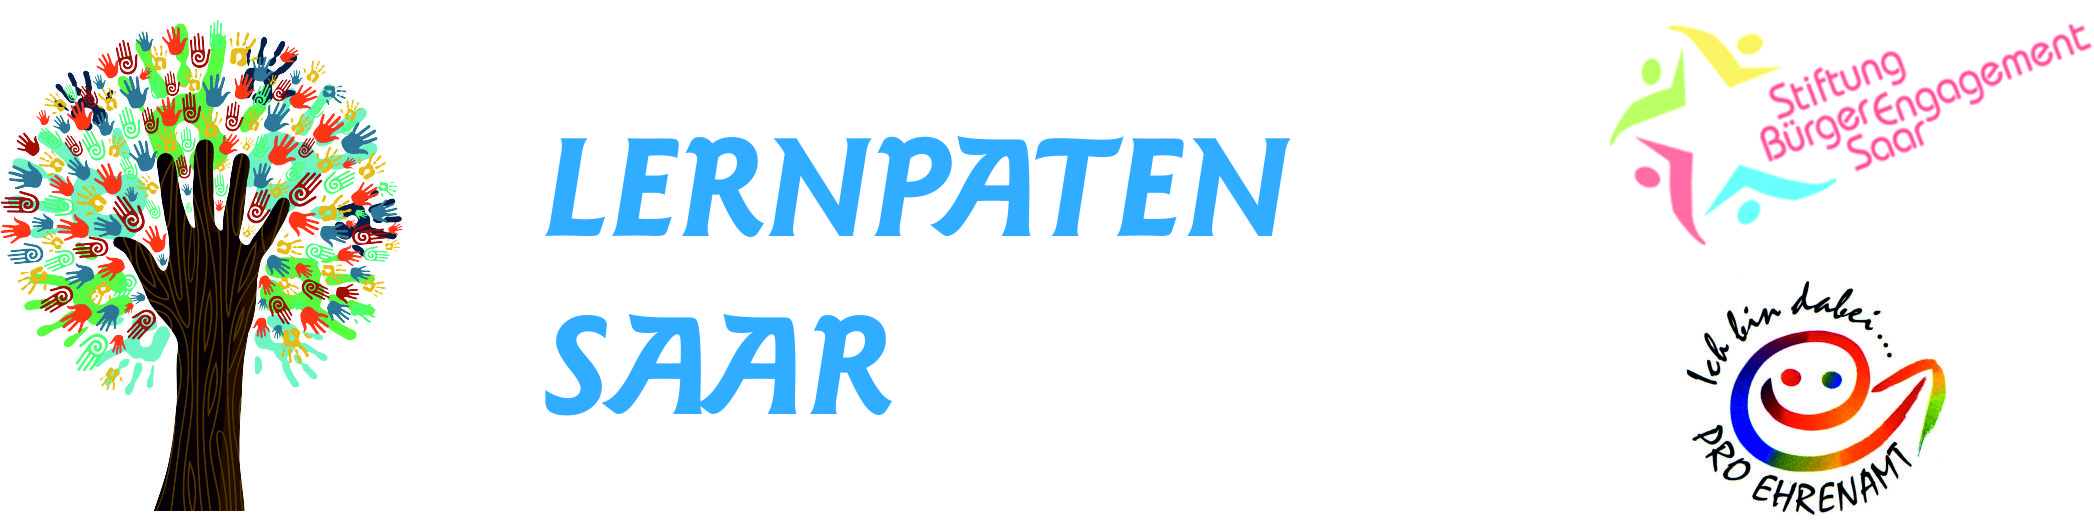 LERNPATEN
SAAR
Stiftung
BürgerEngagement
Saar
Ich bin dabei....
PRO EHRENAMT